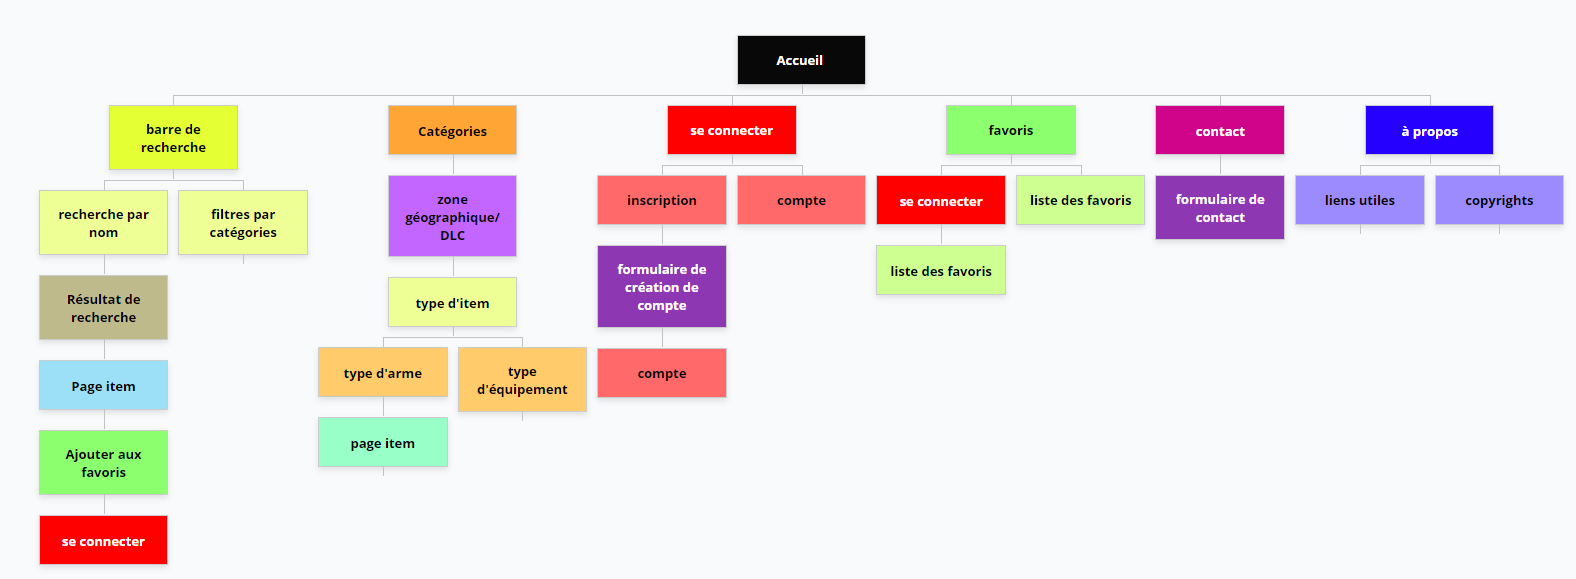 Accueil
barre de
recherche
Catégories
se connecter
favoris
contact
à propos
recherche par
nom
filtres par
catégories
zone
géographique/
DLC
inscription
compte
se connecter
liste des favoris
formulaire de
contact
liens utiles
copyrights
Résultat de
recherche
type d'item
formulaire de
création de
compte
liste des favoris
Page item
type d'arme
type
d'équipement
compte
Ajouter aux
favoris
page item
se connecter